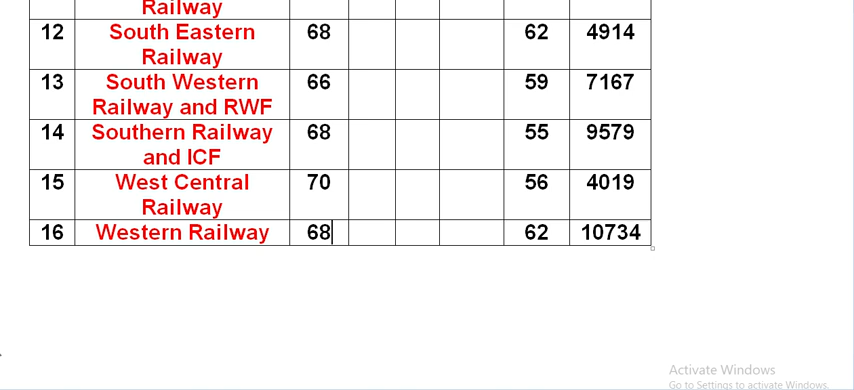 Railway
12 South Eastern 68 62 4914
Railway
13 South Western 66 59 7167
Railway and RWF
14 Southern Railway 68 55 9579
and ICF
15 West Central 70 56 4019
Railway
16 Western Railway 68 62 10734
Activate Windows
Go to Settings to activate Windows.